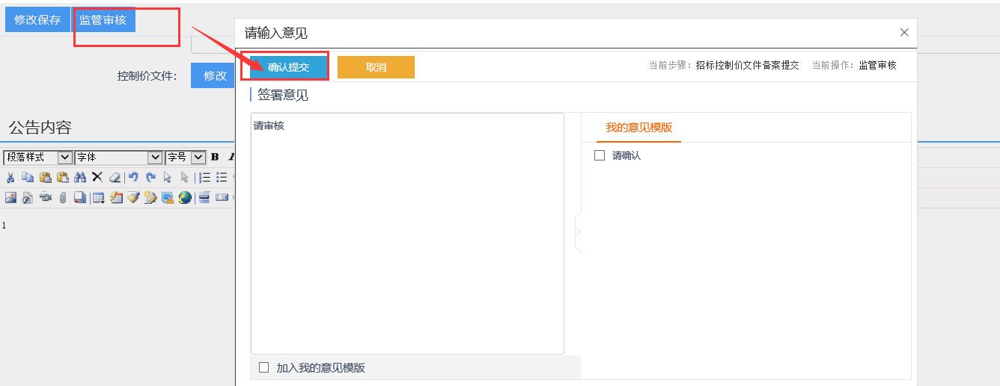 修改保存 监管审核
请输入意见
确认提交 取消 当前步骤：招标控制价文件备案提交 当前操作：监管审核
控制价文件： 修改
签署意见
公告内容
请审核
我的意见模版
请确认
段落样式 字体 字号 B I
1
加入我的意见模版